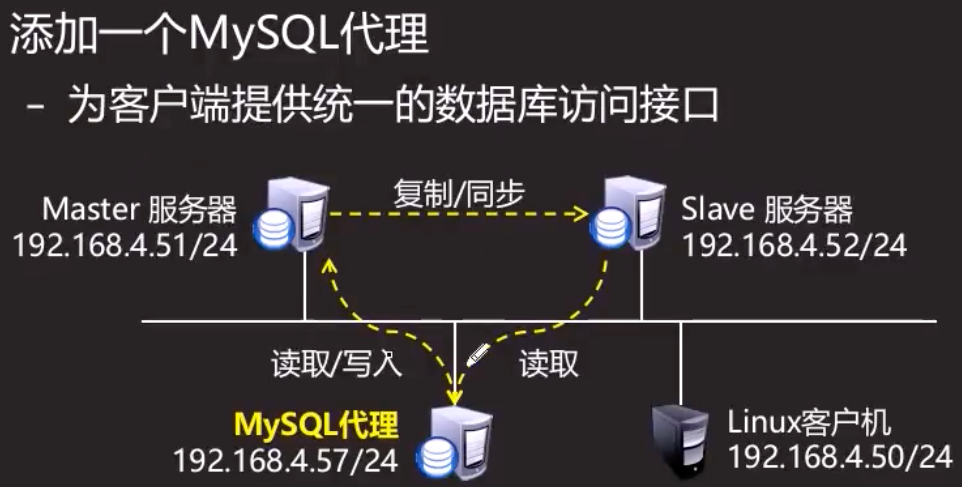 添加一个MySQL代理
– 为客户端提供统一的数据库访问接口
Master 服务器
192.168.4.51/24
复制/同步
Slave 服务器
192.168.4.52/24
读取/写入
读取
MySQL代理
192.168.4.57/24
Linux客户机
192.168.4.50/24